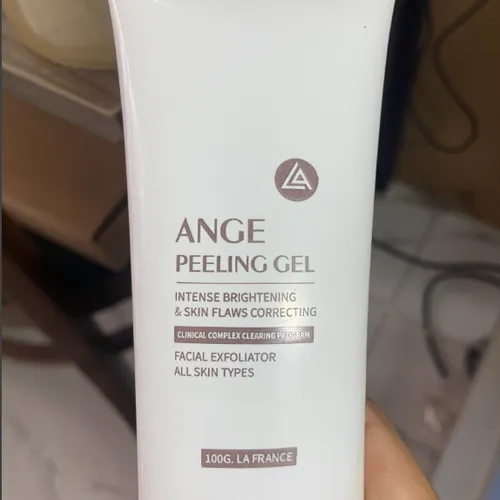 ANGE
PEELING GEL
INTENSE BRIGHTENING
& SKIN FLAWS CORRECTING
CLINICAL COMPLEX CLEARING PROGRAM
FACIAL EXFOLIATOR
ALL SKIN TYPES
100G. LA FRANCE